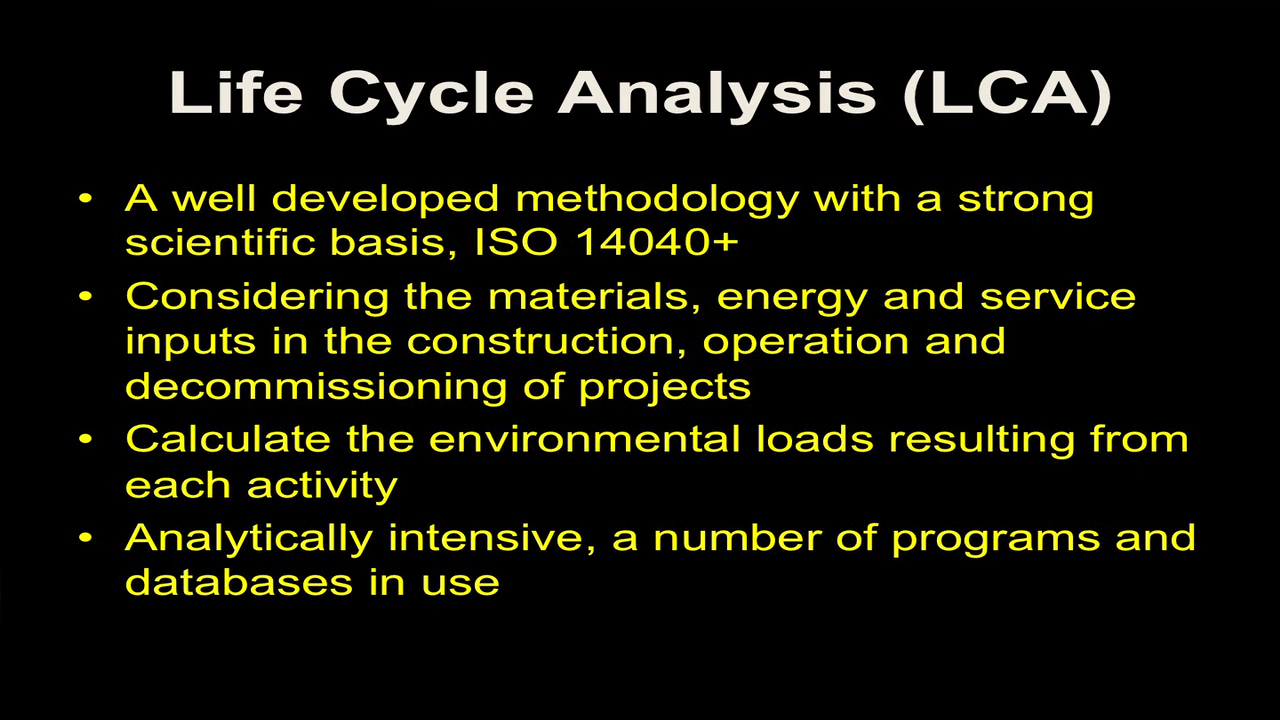 Life Cycle Analysis (LCA)
• A well developed methodology with a strong
scientific basis, ISO 14040+
• Considering the materials, energy and service
inputs in the construction, operation and
decommissioning of projects
• Calculate the environmental loads resulting from
each activity
• Analytically intensive, a number of programs and
databases in use